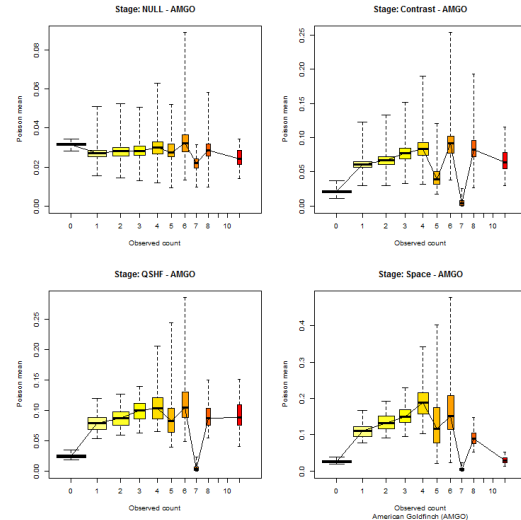 Stage: NULL - AMGO
Poisson mean
0.00 0.02 0.04 0.06 0.08
0 1 2 3 4 5 6 7 8 10
Observed count
Stage: Contrast - AMGO
Poisson mean
0.00 0.05 0.10 0.15 0.20 0.25
0 1 2 3 4 5 6 7 8 10
Observed count
Stage: QSHF - AMGO
Poisson mean
0.00 0.05 0.10 0.15 0.20 0.25
0 1 2 3 4 5 6 7 8 10
Observed count
Stage: Space - AMGO
Poisson mean
0.0 0.1 0.2 0.3 0.4
0 1 2 3 4 5 6 7 8 10
Observed count
American Goldfinch (AMGO)